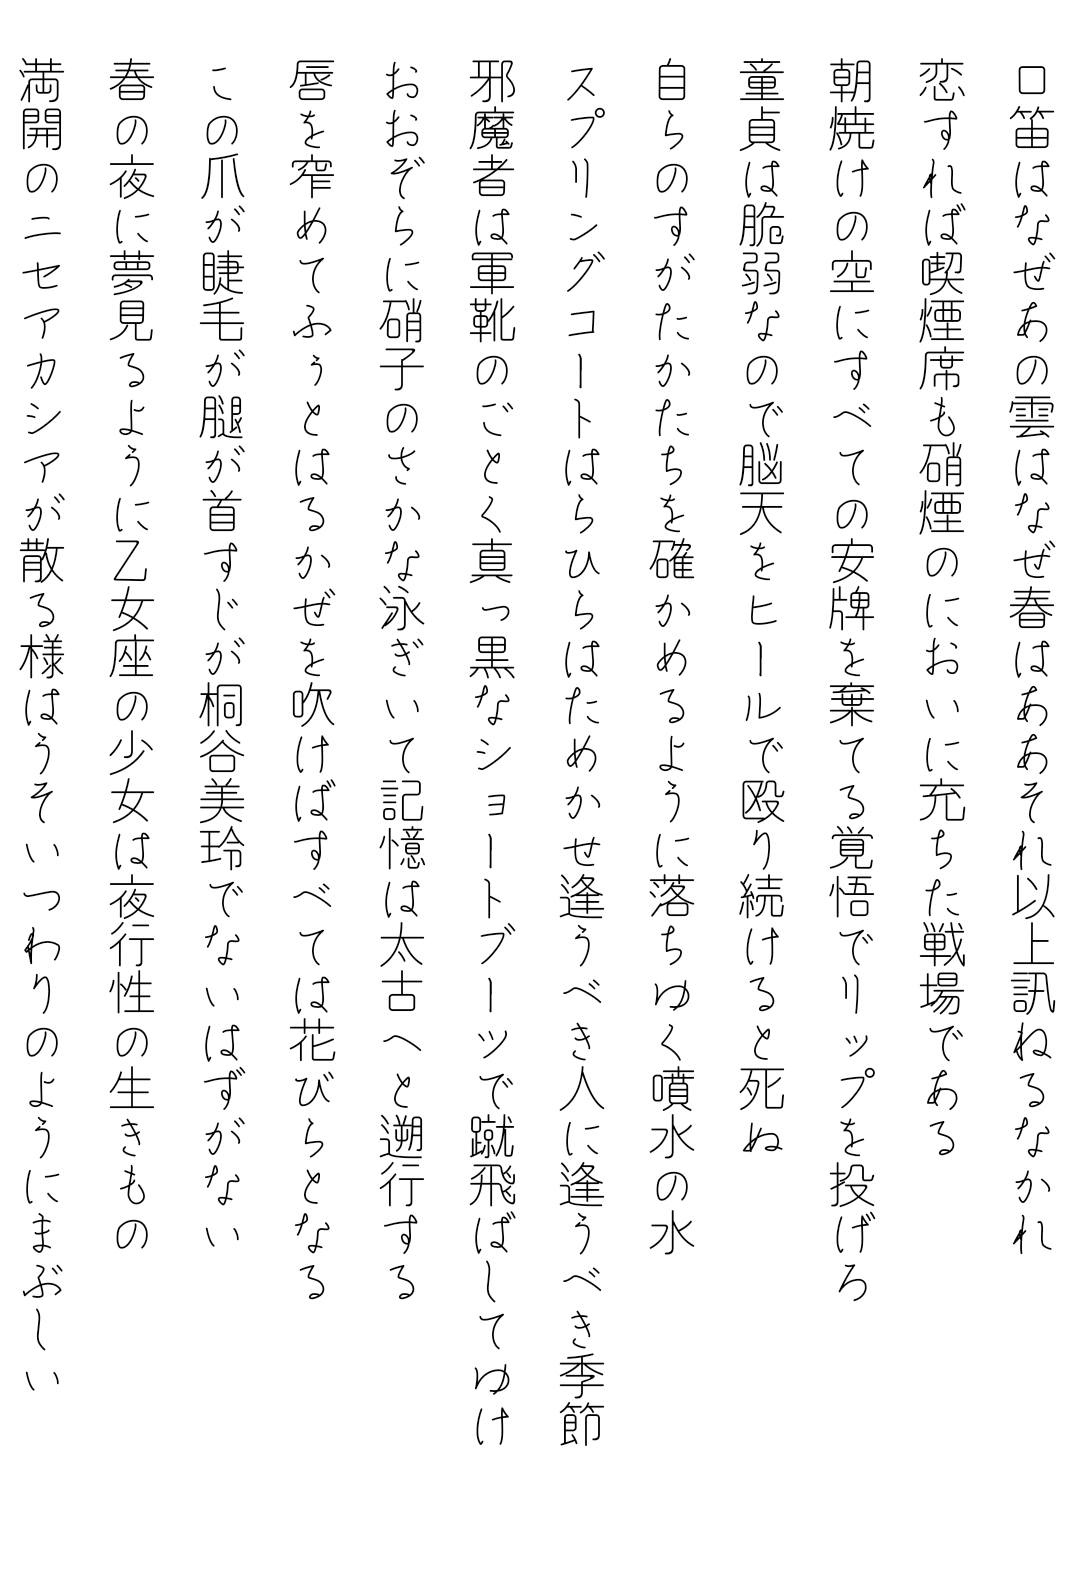 口笛はなぜあの雲はなぜ春はああそれ以上訊ねるなかれ
恋すれば喫煙席も硝煙のにおいに充ちた戦場である
朝焼けの空にすべての安牌を棄てる覚悟でリップを投げろ
童貞は脆弱なので脳天をヒールで殴り続けると死ぬ
自らのすがたかたちを確かめるように落ちゆく噴水の水
スプリングコートはらひらはためかせ逢うべき人に逢うべき季節
邪魔者は軍靴のごとく真っ黒なショートブーツで蹴飛ばしてゆけ
おおぞらに硝子のさかな泳ぎいて記憶は太古へと遡行する
唇を窄めてふぅとはるかぜを吹けばすべては花びらとなる
この爪が睫毛が腿が首すじが桐谷美玲でないはずがない
春の夜に夢見るように乙女座の少女は夜行性の生きもの
満開のニセアカシアが散る様はうそいつわりのようにまぶしい